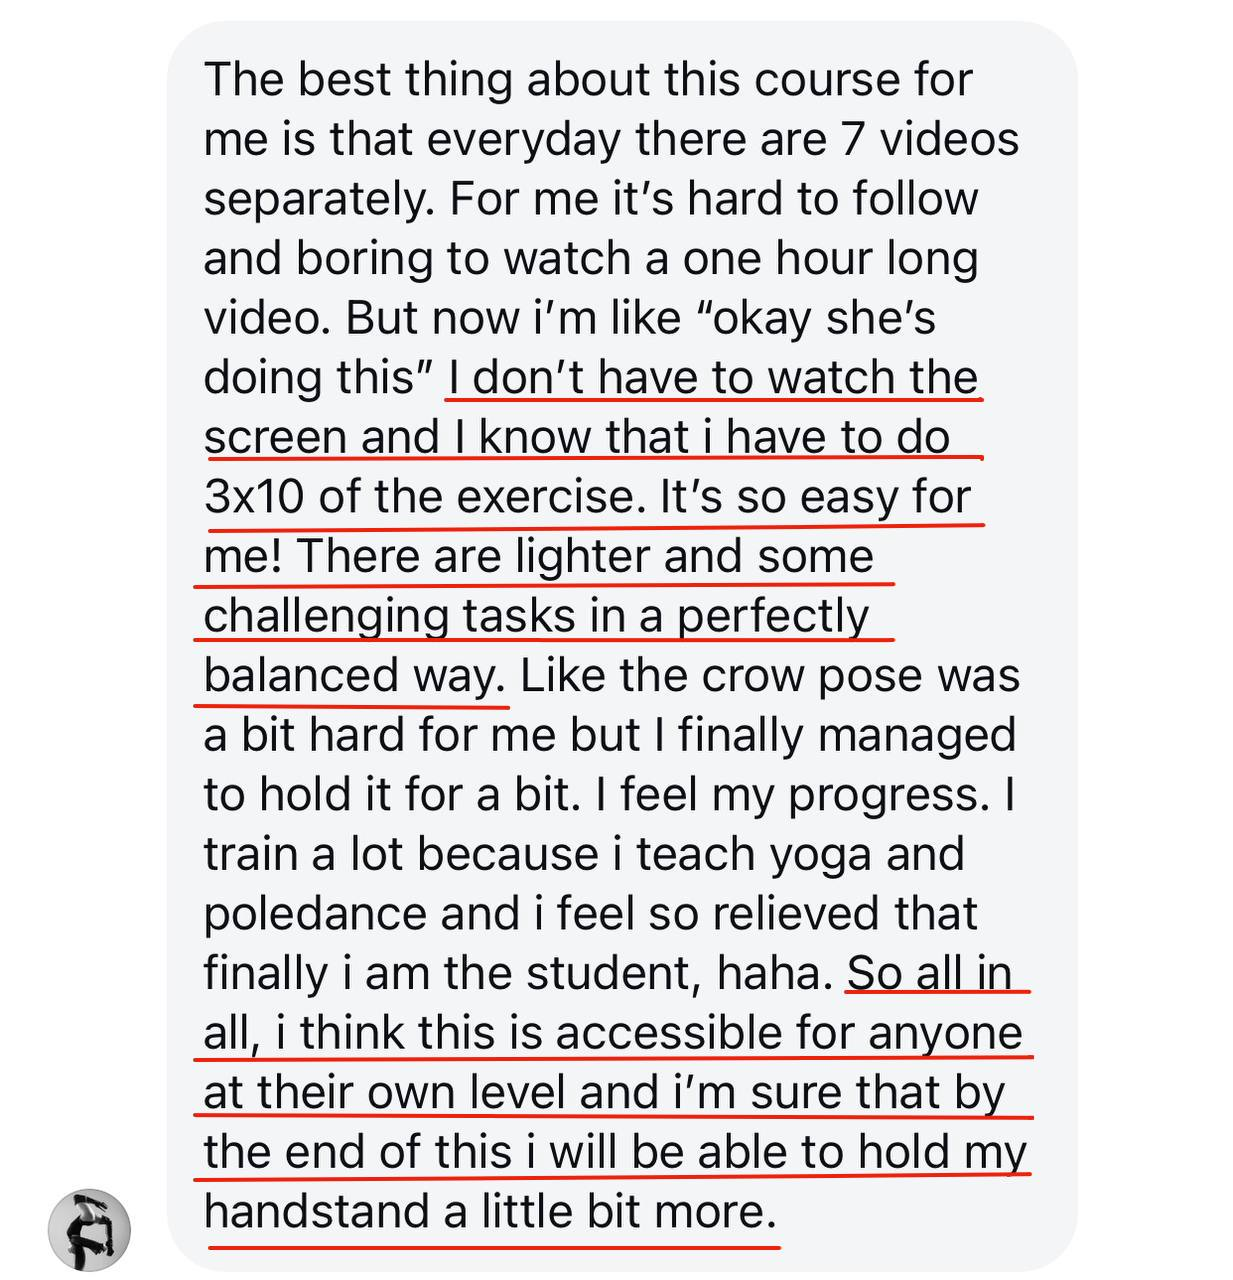 The best thing about this course for
me is that everyday there are 7 videos
separately. For me it’s hard to follow
and boring to watch a one hour long
video. But now i’m like “okay she’s
doing this” I don’t have to watch the
screen and I know that i have to do
3x10 of the exercise. It’s so easy for
me! There are lighter and some
challenging tasks in a perfectly
balanced way. Like the crow pose was
a bit hard for me but I finally managed
to hold it for a bit. I feel my progress. I
train a lot because i teach yoga and
poledance and i feel so relieved that
finally i am the student, haha. So all in
all, i think this is accessible for anyone
at their own level and i’m sure that by
the end of this i will be able to hold my
handstand a little bit more.